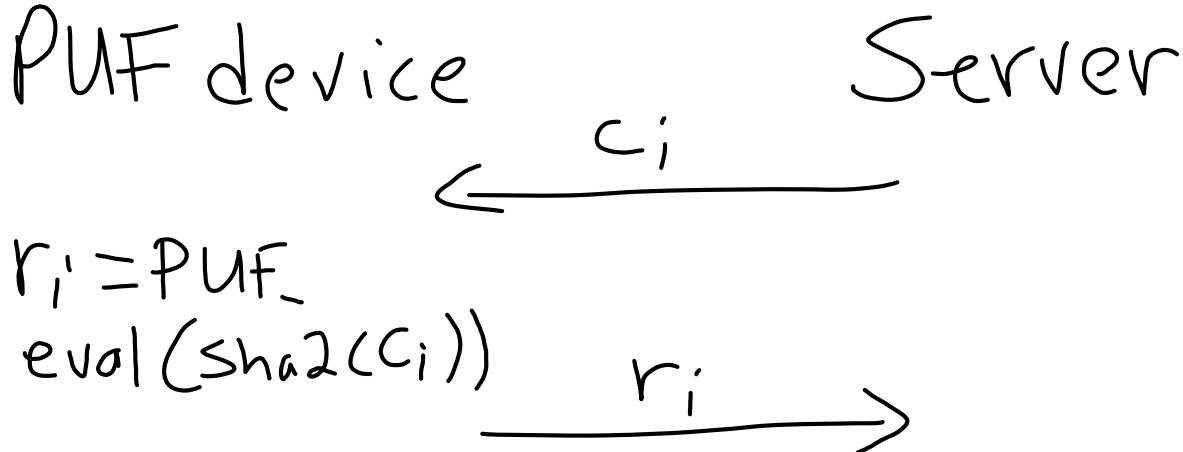 PUF device
Server
ci
ri = PUF_
eval(sha2(ci))
ri